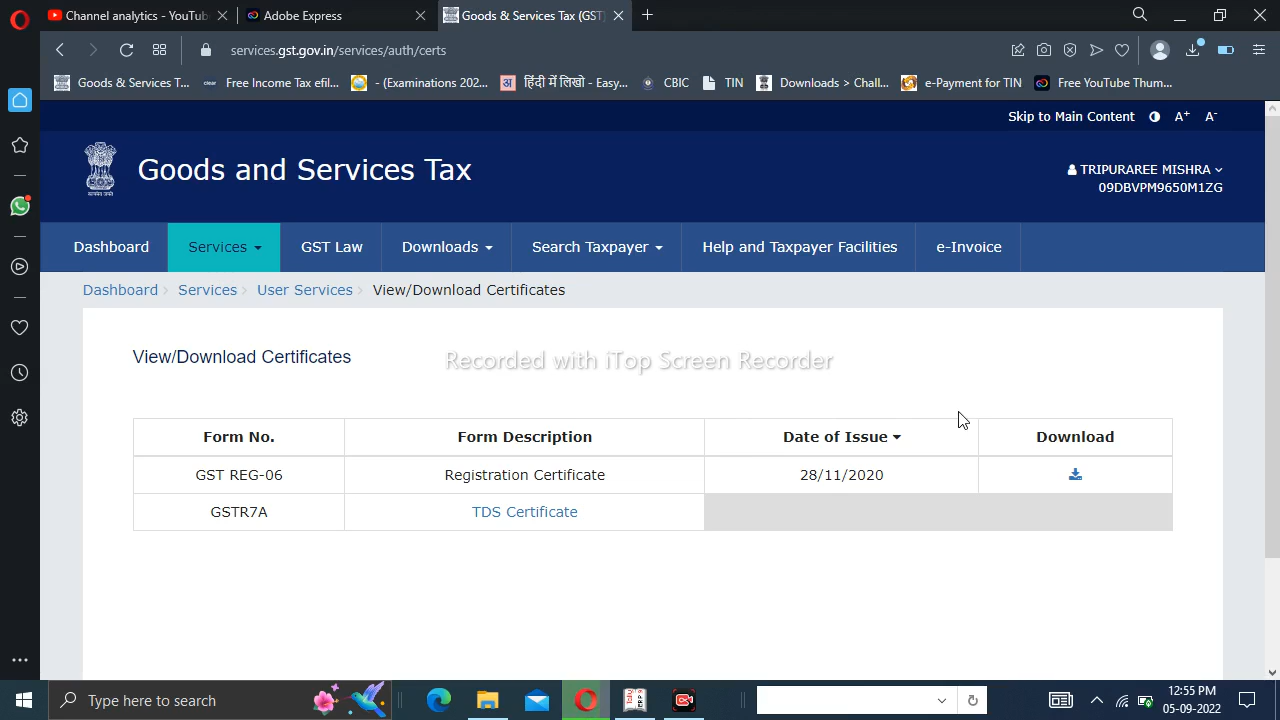 Channel analytics - YouTub
Adobe Express
Goods & Services Tax (GST)
services.gst.gov.in/services/auth/certs
Goods & Services T...
Free Income Tax efil...
- (Examinations 202...
हिंदी में लिखो - Easy...
CBIC
TIN
Downloads > Chall...
e-Payment for TIN
Free YouTube Thum...
Skip to Main Content
A+
A-
Goods and Services Tax
TRIPURAREE MISHRA
09DBVPM9650M1ZG
Dashboard
Services
GST Law
Downloads
Search Taxpayer
Help and Taxpayer Facilities
e-Invoice
Dashboard
Services
User Services
View/Download Certificates
View/Download Certificates
Recorded with iTop Screen Recorder
Form No.
Form Description
Date of Issue
Download
GST REG-06
Registration Certificate
28/11/2020
GSTR7A
TDS Certificate
Type here to search
12:55 PM
05-09-2022